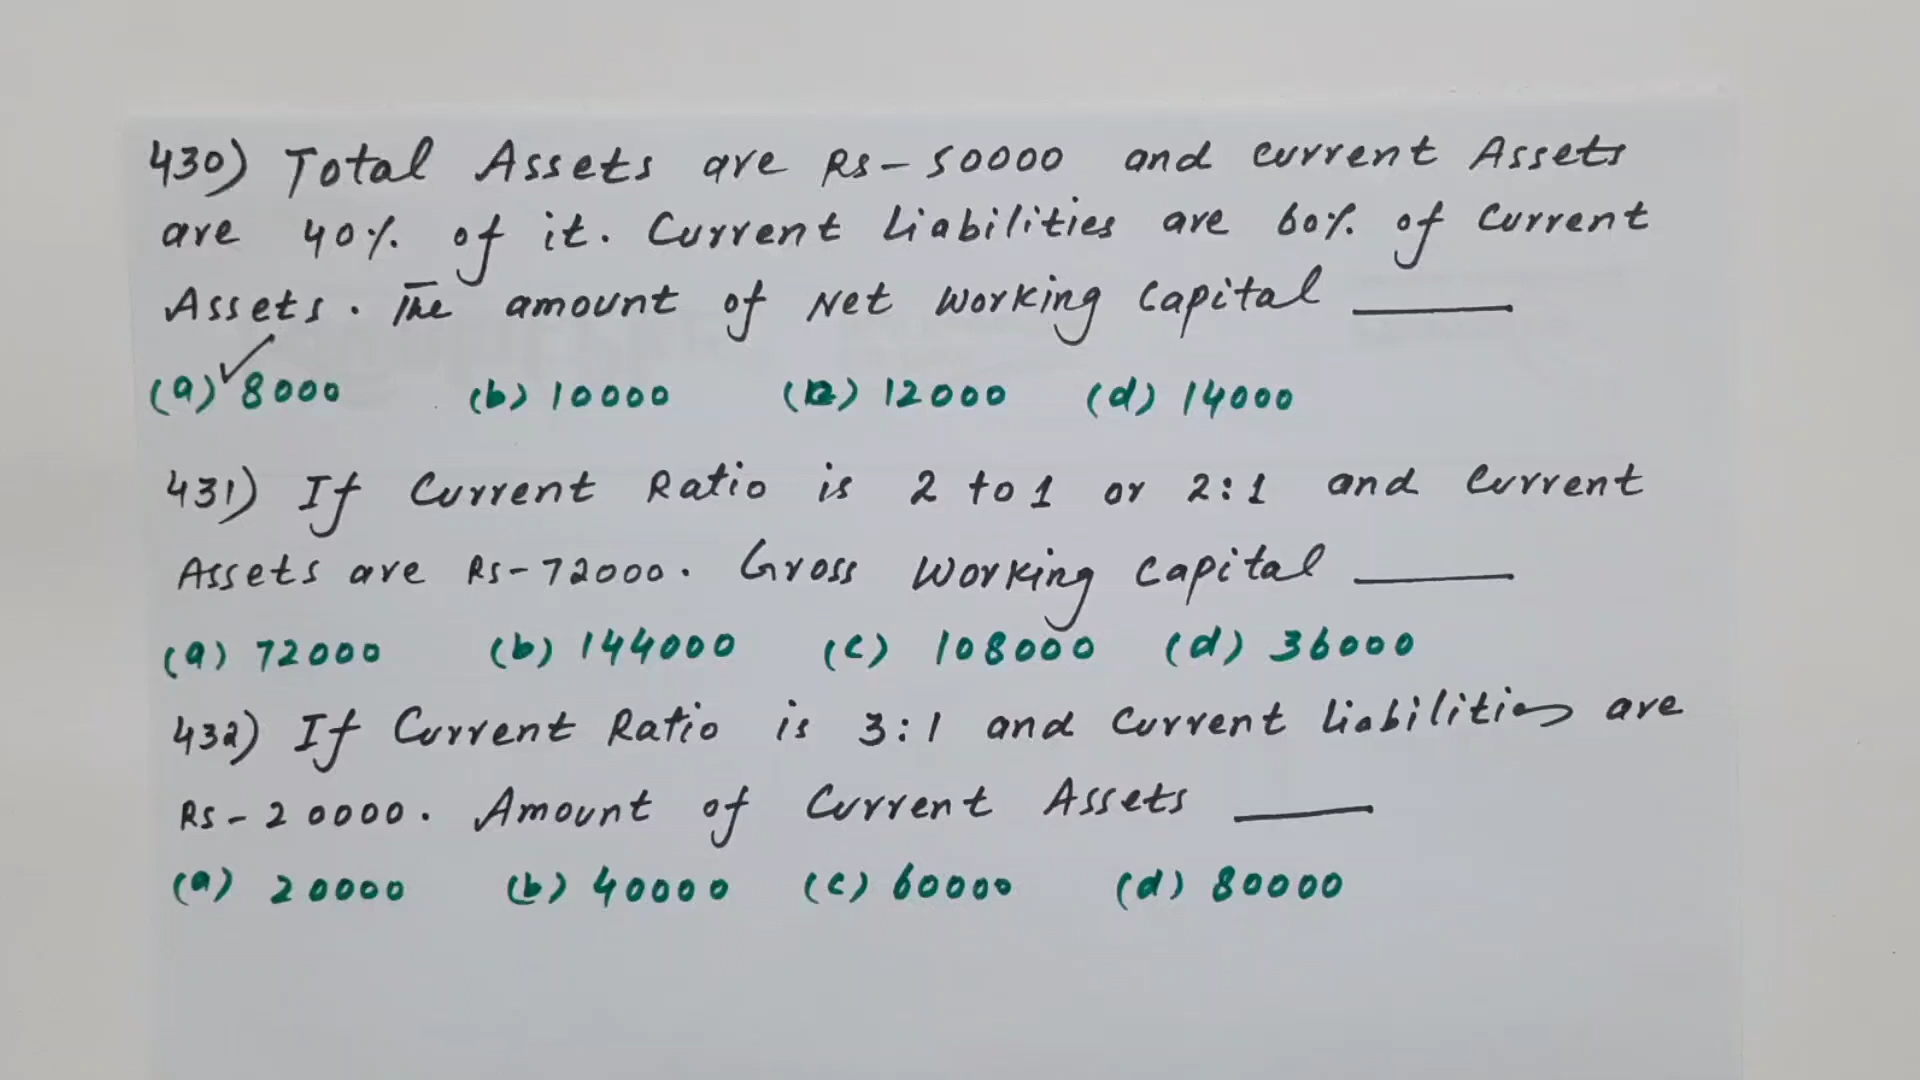 430) Total Assets are Rs-50000 and current Assets
are 40% of it. Current Liabilities are 60% of Current
Assets. The amount of Net Working Capital ____
(a) ✓8000 (b) 10000 (c) 12000 (d) 14000
431) If Current Ratio is 2 to 1 or 2:1 and Current
Assets are Rs-72000. Gross Working Capital ____
(a) 72000 (b) 144000 (c) 108000 (d) 36000
432) If Current Ratio is 3:1 and Current Liabilities are
Rs-20000. Amount of Current Assets ____
(a) 20000 (b) 40000 (c) 60000 (d) 80000